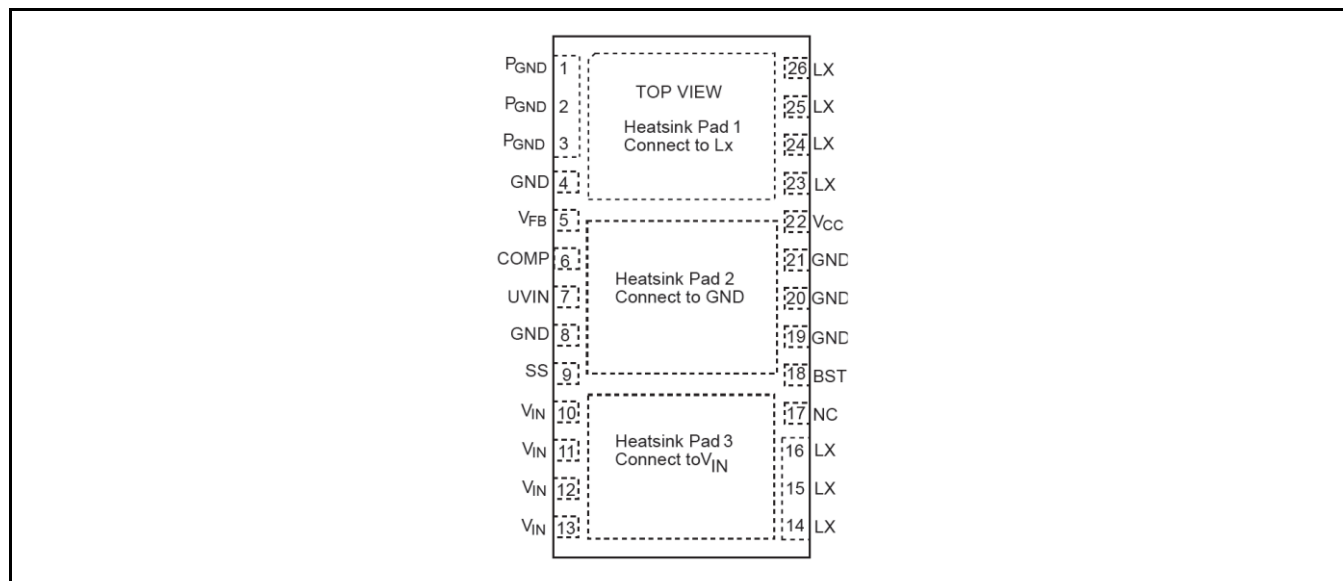 PGND 1
PGND 2
PGND 3
GND 4
VFB 5
COMP 6
UVIN 7
GND 8
SS 9
VIN 10
VIN 11
VIN 12
VIN 13
TOP VIEW
Heatsink Pad 1
Connect to Lx
Heatsink Pad 2
Connect to GND
Heatsink Pad 3
Connect toVIN
26 LX
25 LX
24 LX
23 LX
22 VCC
21 GND
20 GND
19 GND
18 BST
17 NC
16 LX
15 LX
14 LX